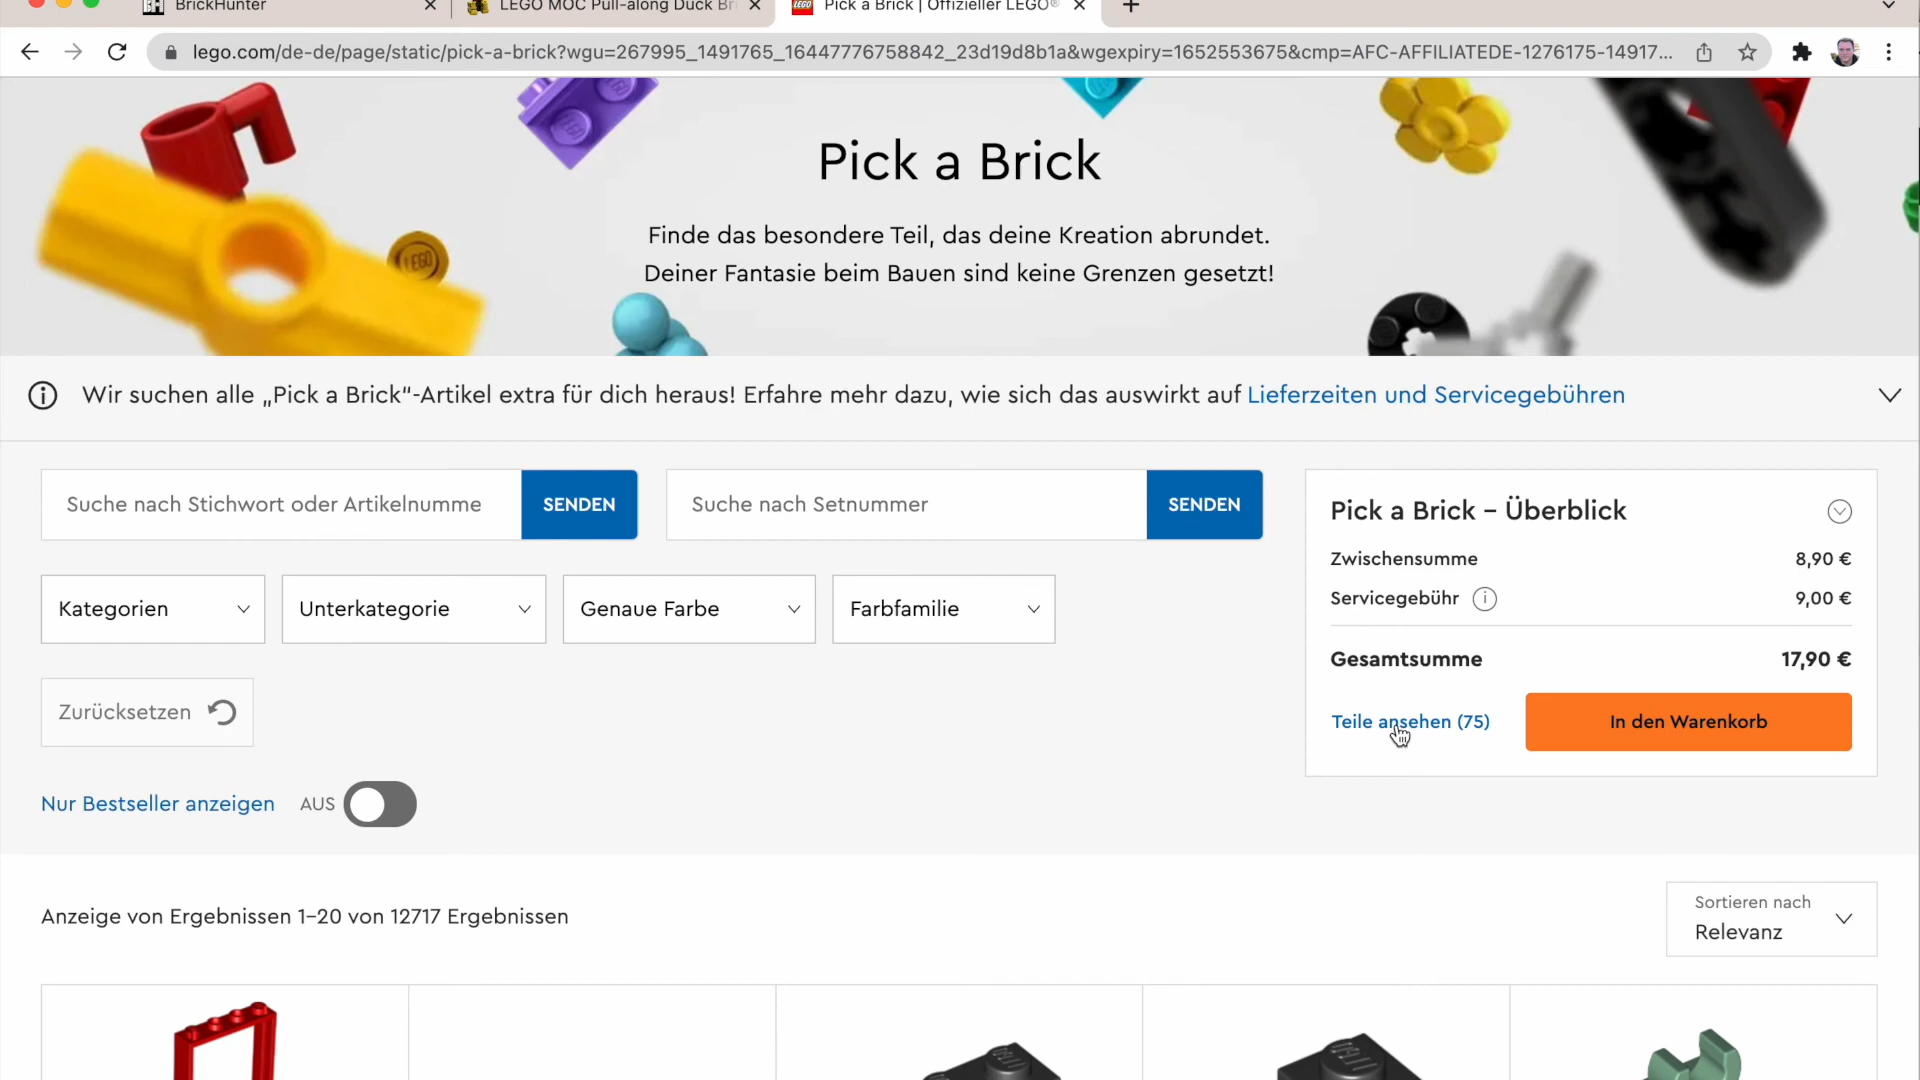 BrickHunter
LEGO MOC Pull-along Duck Bri
Pick a Brick | Offizieller LEGO®
lego.com/de-de/page/static/pick-a-brick?wgu=267995_1491765_16447776758842_23d19d8b1a&wgexpiry=1652553675&cmp=AFC-AFFILIATEDE-1276175-14917...
Pick a Brick
Finde das besondere Teil, das deine Kreation abrundet.
Deiner Fantasie beim Bauen sind keine Grenzen gesetzt!
LEGO
Wir suchen alle „Pick a Brick“-Artikel extra für dich heraus! Erfahre mehr dazu, wie sich das auswirkt auf Lieferzeiten und Servicegebühren
Suche nach Stichwort oder Artikelnumme
SENDEN
Suche nach Setnummer
SENDEN
Kategorien
Unterkategorie
Genaue Farbe
Farbfamilie
Zurücksetzen
Nur Bestseller anzeigen
AUS
Pick a Brick – Überblick
Zwischensumme 8,90 €
Servicegebühr 9,00 €
Gesamtsumme 17,90 €
Teile ansehen (75)
In den Warenkorb
Anzeige von Ergebnissen 1-20 von 12717 Ergebnissen
Sortieren nach
Relevanz